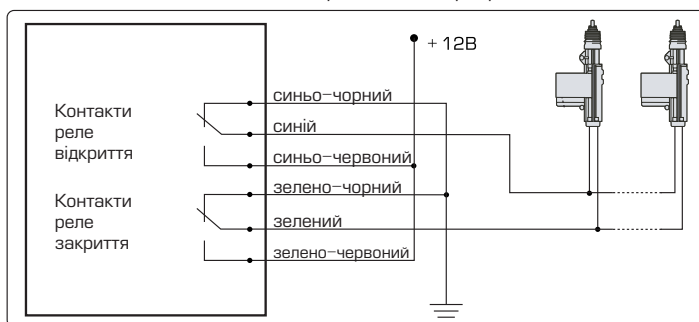 + 12В
Контакти
реле
відкриття
синьо-чорний
синій
синьо-червоний
Контакти
реле
закриття
зелено-чорний
зелений
зелено-червоний